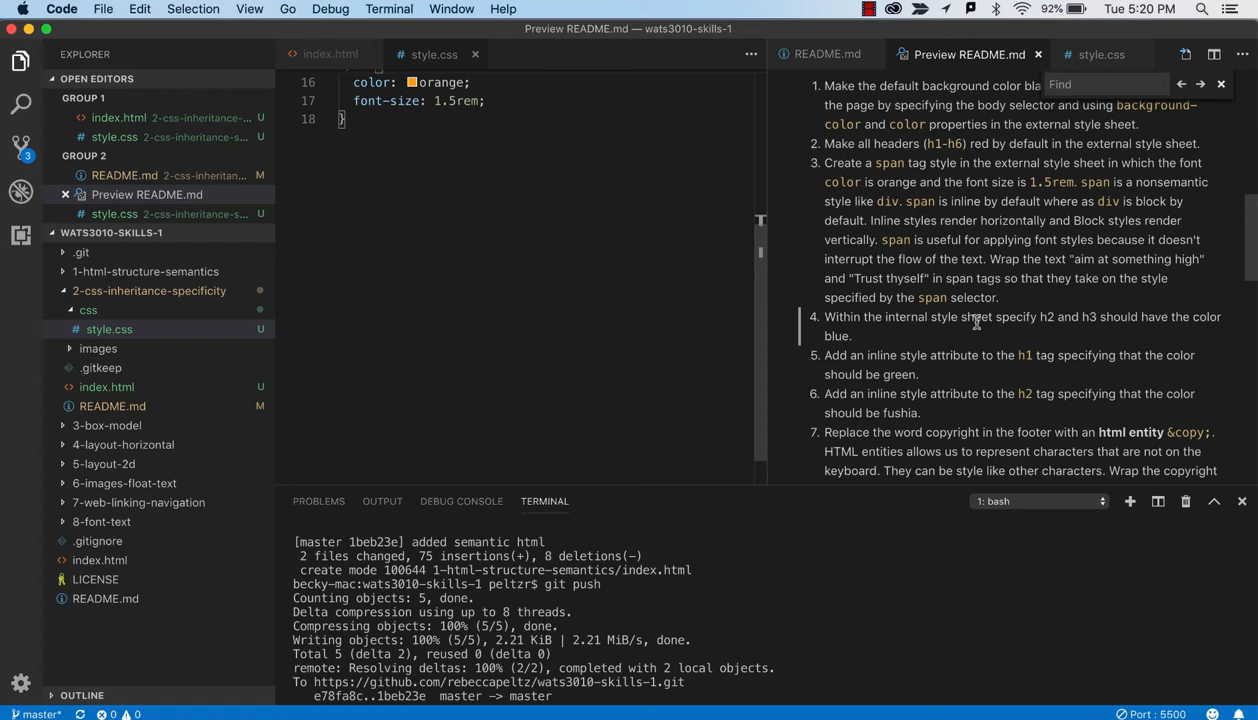 Code File Edit Selection View Go Debug Terminal Window Help 92% Tue 5:20 PM
Preview README.md — wats3010-skills-1
EXPLORER
OPEN EDITORS
GROUP 1
index.html 2-css-inheritance-... U
style.css 2-css-inheritance-s... U
GROUP 2
README.md 2-css-inheritan... M
Preview README.md
style.css 2-css-inheritance-s... U
WATS3010-SKILLS-1
.git
1-html-structure-semantics
2-css-inheritance-specificity
css
style.css U
images
.gitkeep
index.html U
README.md M
3-box-model
4-layout-horizontal
5-layout-2d
6-images-float-text
7-web-linking-navigation
8-font-text
.gitignore
index.html
LICENSE
README.md
OUTLINE
3
index.html style.css
16 color: orange;
17 font-size: 1.5rem;
18 }
README.md Preview README.md style.css
Find
1. Make the default background color bla
the page by specifying the body selector and using background-
color and color properties in the external style sheet.
2. Make all headers (h1-h6) red by default in the external style sheet.
3. Create a span tag style in the external style sheet in which the font
color is orange and the font size is 1.5rem. span is a nonsemantic
style like div. span is inline by default where as div is block by
default. Inline styles render horizontally and Block styles render
vertically. span is useful for applying font styles because it doesn't
interrupt the flow of the text. Wrap the text "aim at something high"
and "Trust thyself" in span tags so that they take on the style
specified by the span selector.
4. Within the internal style sheet specify h2 and h3 should have the color
blue.
5. Add an inline style attribute to the h1 tag specifying that the color
should be green.
6. Add an inline style attribute to the h2 tag specifying that the color
should be fushia.
7. Replace the word copyright in the footer with an html entity &copy;.
HTML entities allows us to represent characters that are not on the
keyboard. They can be style like other characters. Wrap the copyright
PROBLEMS OUTPUT DEBUG CONSOLE TERMINAL 1: bash
[master 1beb23e] added semantic html
2 files changed, 75 insertions(+), 8 deletions(-)
create mode 100644 1-html-structure-semantics/index.html
becky-mac:wats3010-skills-1 peltzr$ git push
Counting objects: 5, done.
Delta compression using up to 8 threads.
Compressing objects: 100% (5/5), done.
Writing objects: 100% (5/5), 2.21 KiB | 2.21 MiB/s, done.
Total 5 (delta 2), reused 0 (delta 0)
remote: Resolving deltas: 100% (2/2), completed with 2 local objects.
To https://github.com/rebeccapeltz/wats3010-skills-1.git
e78fa8c..1beb23e master -> master
master* 0 0 Port : 5500